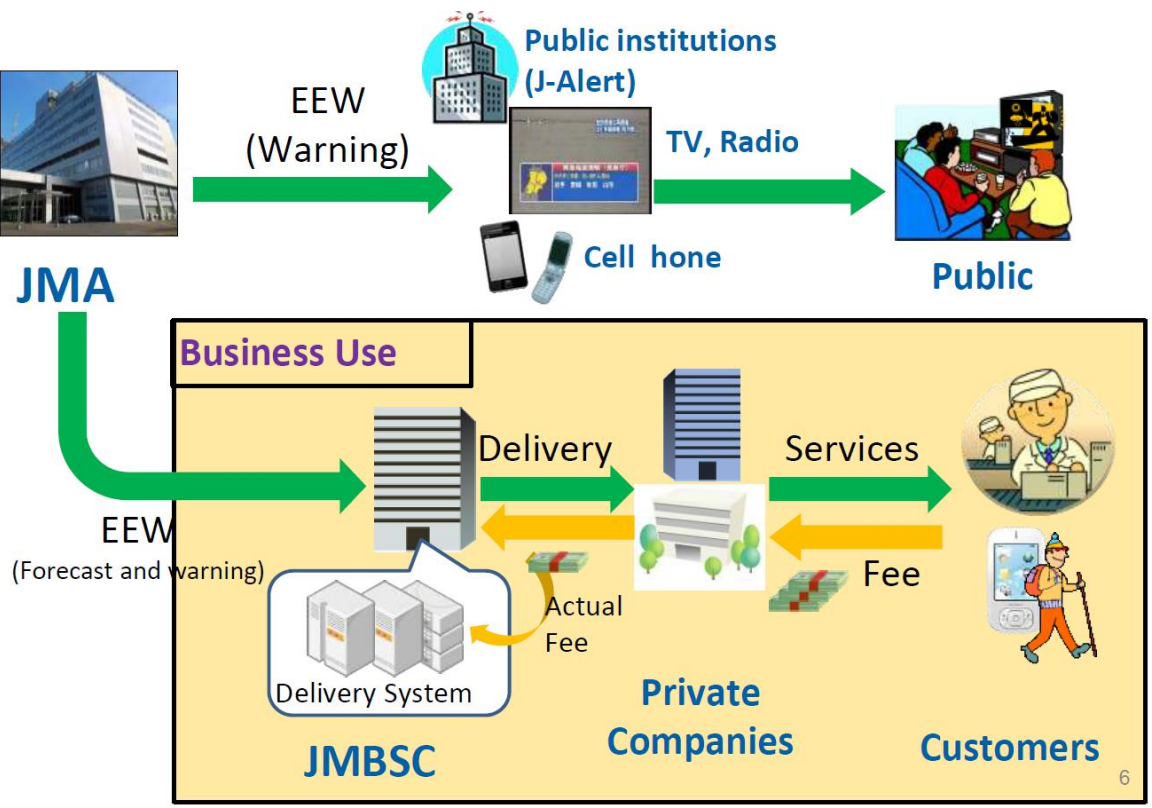 Public institutions
(J-Alert)
EEW
(Warning)
TV, Radio
Cell  hone
JMA
Public
Business Use
Delivery
Services
EEW
(Forecast and warning)
Actual
Fee
Fee
Delivery System
Private
Companies
JMBSC
Customers
6